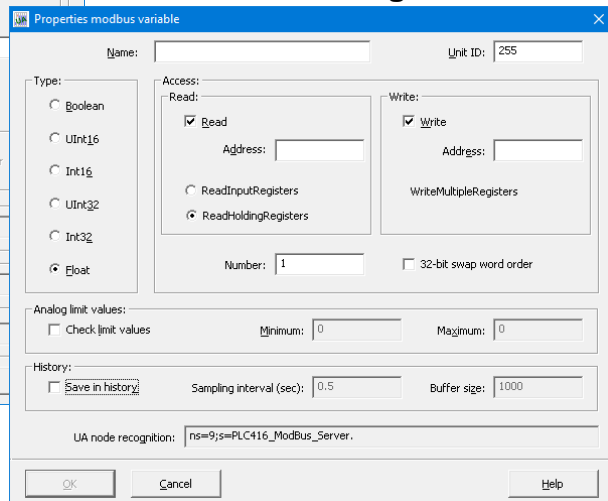 Properties modbus variable
Name: Unit ID: 255
Type: Access:
Read: Write:
Boolean Read Write
UInt16 Address: Address:
Int16 ReadInputRegisters WriteMultipleRegisters
UInt32 ReadHoldingRegisters
Int32
Float Number: 1 32-bit swap word order
Analog limit values:
Check limit values Minimum: 0 Maximum: 0
History:
Save in history Sampling interval (sec): 0.5 Buffer size: 1000
UA node recognition: ns=9;s=PLC416_ModBus_Server.
OK Cancel Help